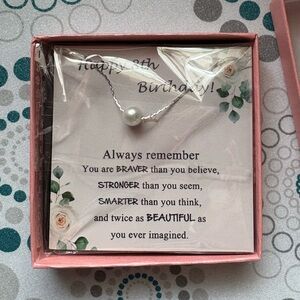 Happy 8th
Birthday!
Always remember
You are BRAVER than you believe,
STRONGER than you seem,
SMARTER than you think,
and twice as BEAUTIFUL as
you ever imagined.